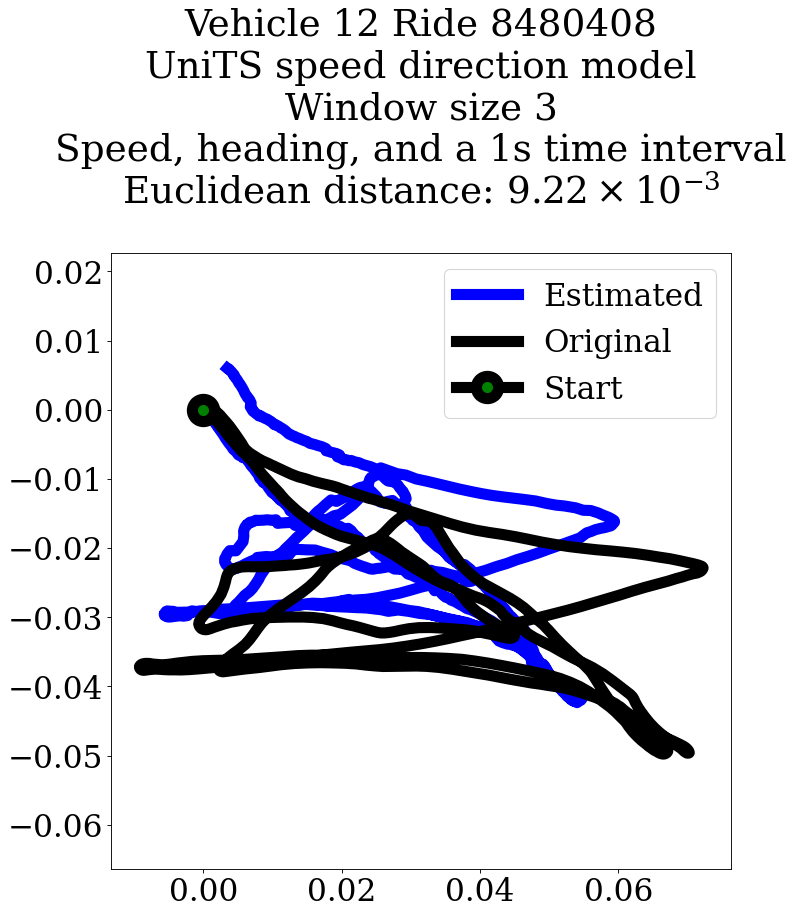 Vehicle 12 Ride 8480408
UniTS speed direction model
Window size 3
Speed, heading, and a 1s time interval
Euclidean distance: 9.22 × 10⁻³
Estimated
Original
Start
0.02
0.01
0.00
−0.01
−0.02
−0.03
−0.04
−0.05
−0.06
0.00 0.02 0.04 0.06